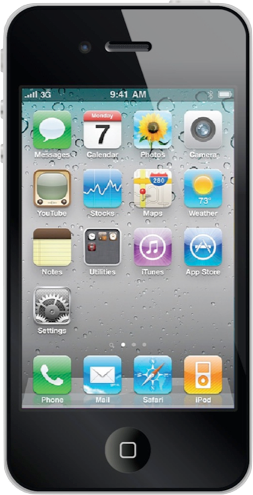 3G 9:41 AM
Monday
7
280
73°
Messages Calendar Photos Camera
YouTube Stocks Maps Weather
Notes Utilities iTunes App Store
Settings
Phone Mail Safari iPod